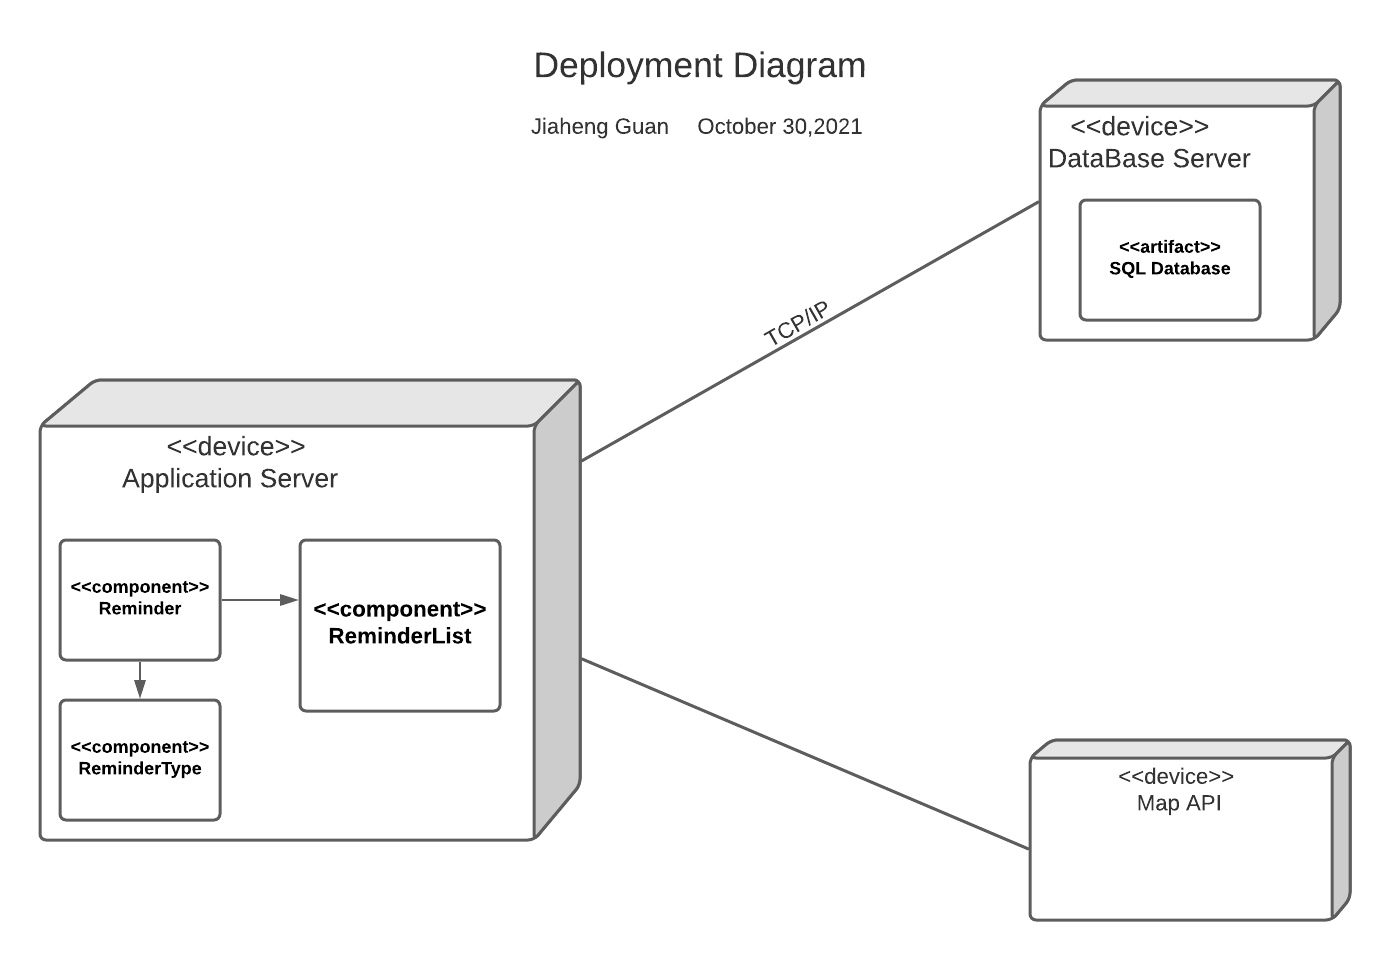 Deployment Diagram
Jiaheng Guan October 30,2021
<<device>>
DataBase Server
<<artifact>>
SQL Database
TCP/IP
<<device>>
Application Server
<<component>>
Reminder
<<component>>
ReminderList
<<component>>
ReminderType
<<device>>
Map API